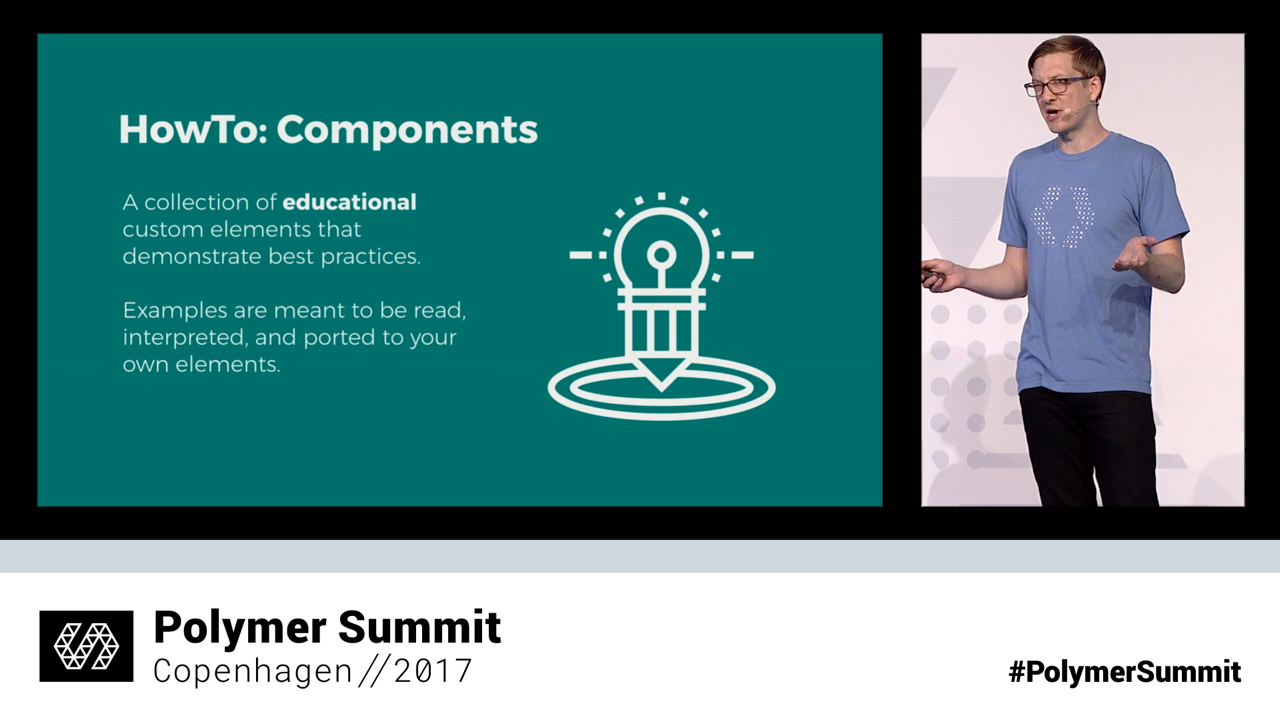 HowTo: Components
A collection of educational
custom elements that
demonstrate best practices.
Examples are meant to be read,
interpreted, and ported to your
own elements.
Polymer Summit
Copenhagen//2017
#PolymerSummit